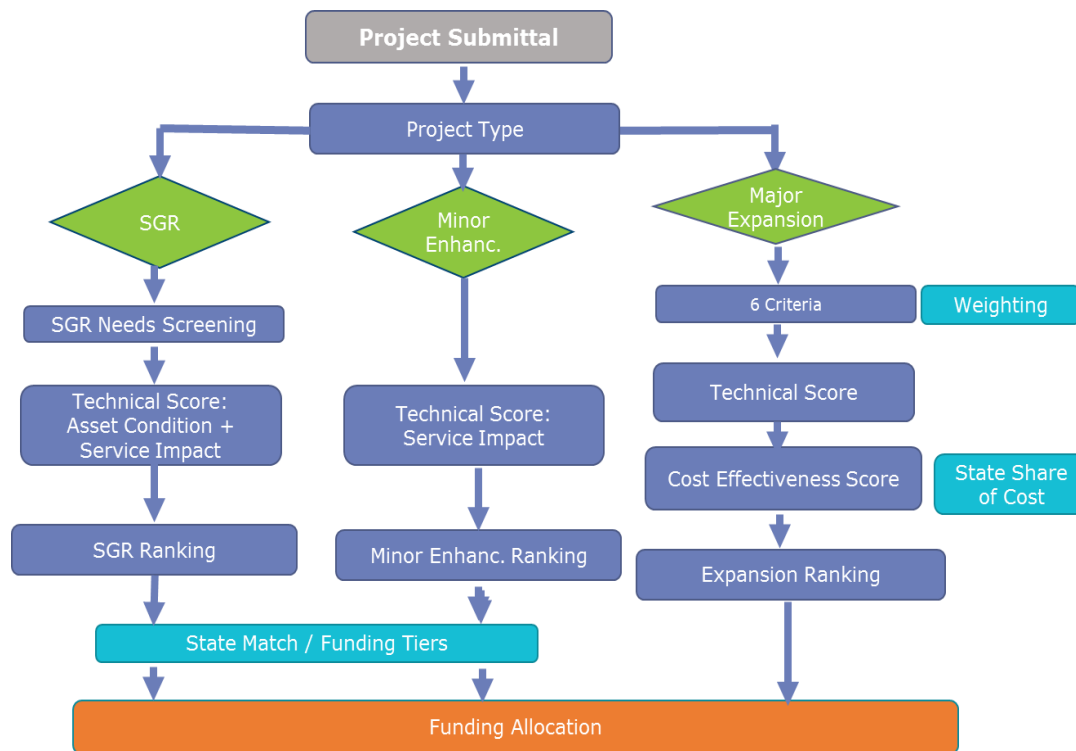 Project Submittal
Project Type
SGR
Minor
Enhanc.
Major
Expansion
SGR Needs Screening
6 Criteria
Weighting
Technical Score:
Asset Condition +
Service Impact
Technical Score:
Service Impact
Technical Score
Cost Effectiveness Score
State Share
of Cost
SGR Ranking
Minor Enhanc. Ranking
Expansion Ranking
State Match / Funding Tiers
Funding Allocation